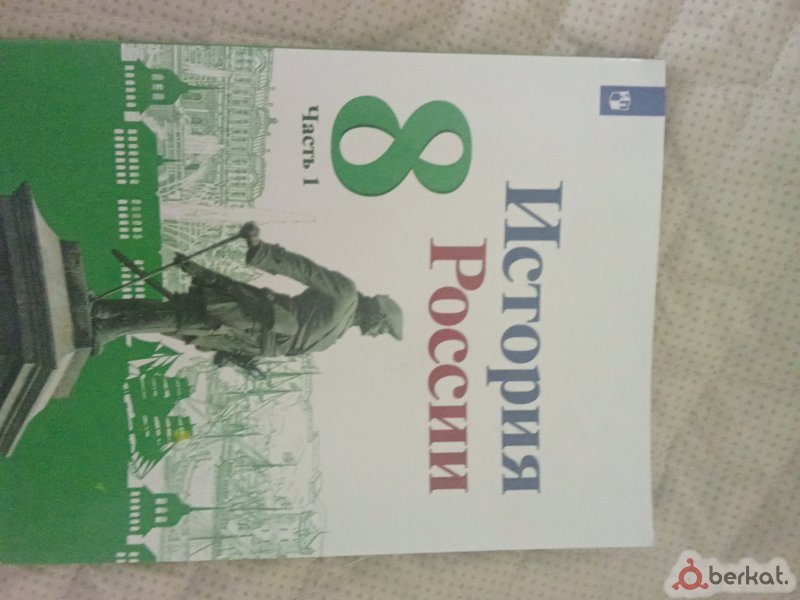 История
России
8
Часть 1
berkat.